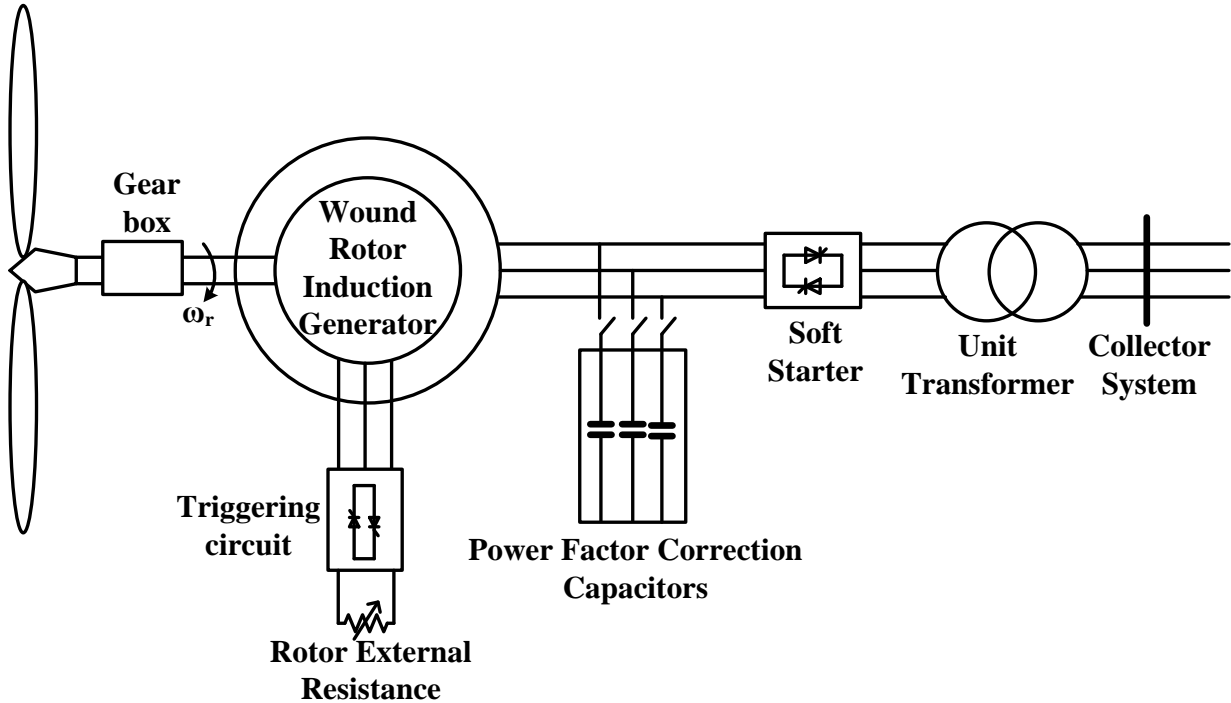 Gear
box
ωr
Wound
Rotor
Induction
Generator
Triggering
circuit
Rotor External
Resistance
Power Factor Correction
Capacitors
Soft
Starter
Unit
Transformer
Collector
System